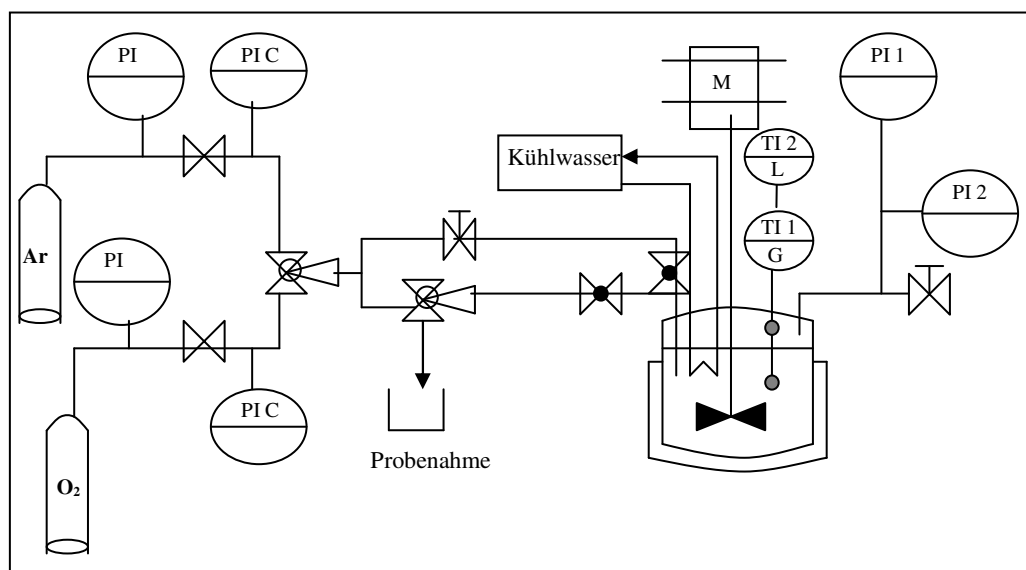 PI
PI C
M
PI 1
TI 2
L
Kühlwasser
PI 2
TI 1
G
Ar
PI
PI C
Probenahme
O₂